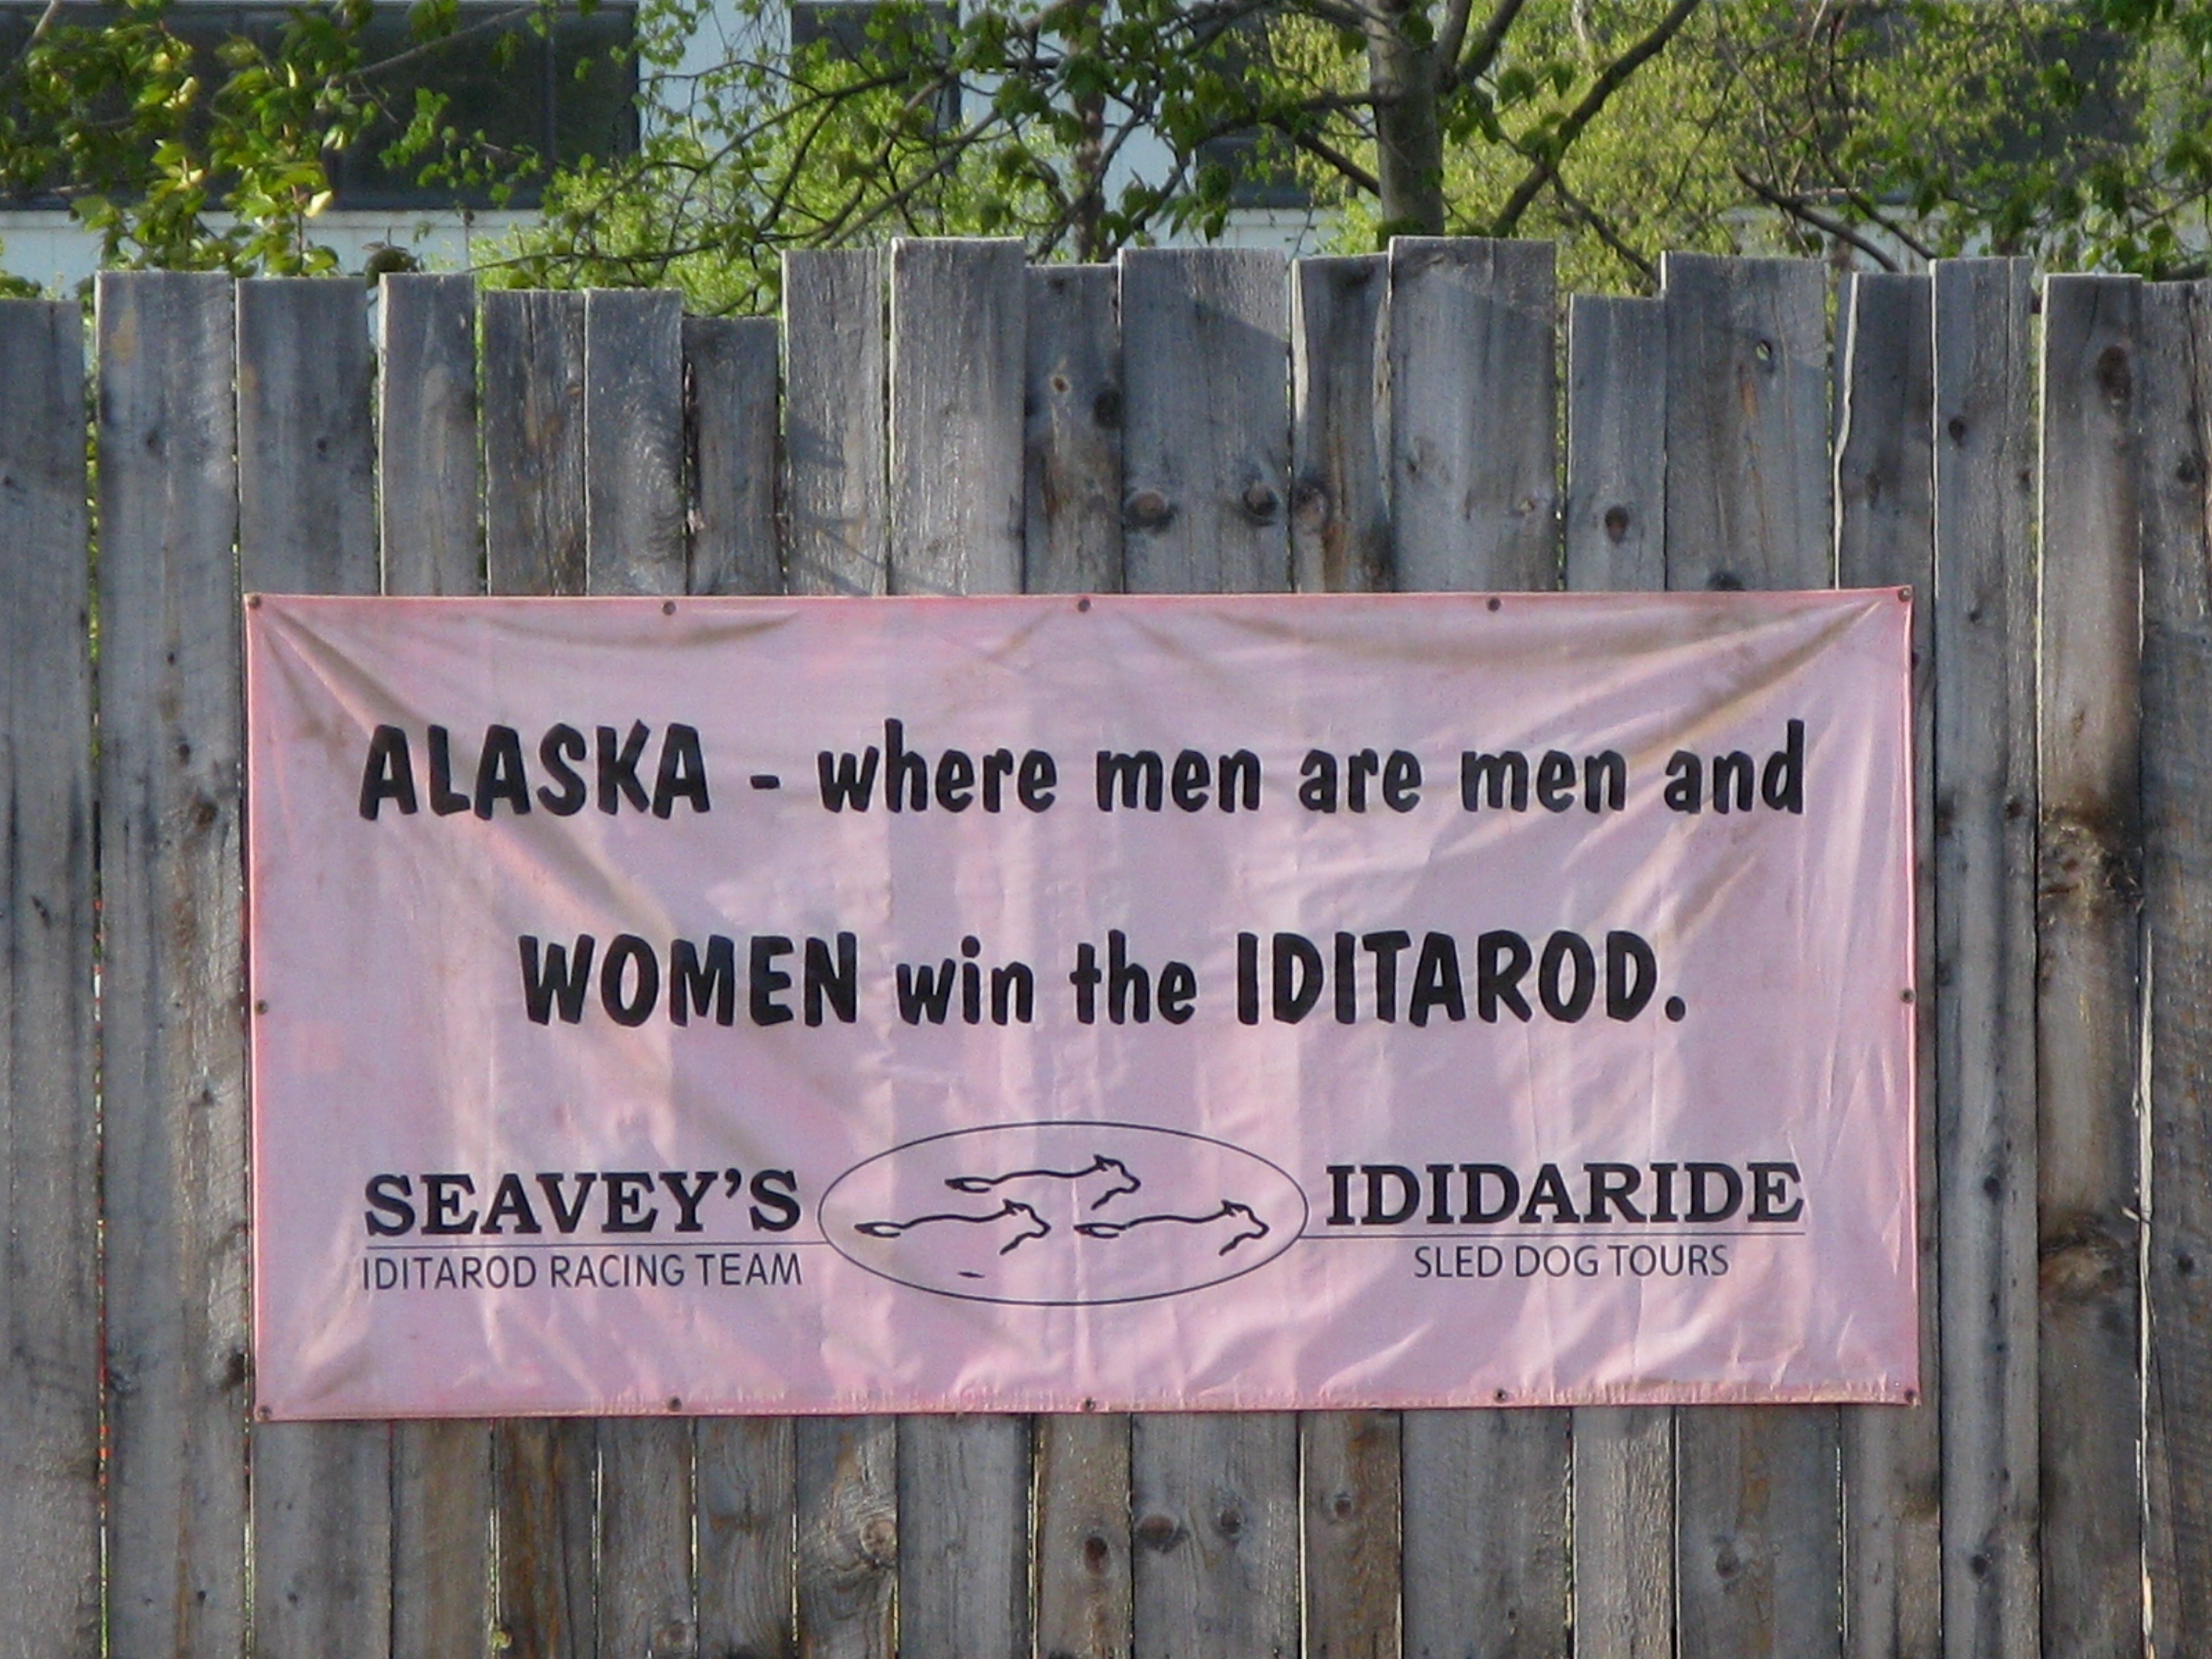 ALASKA - where men are men and
WOMEN win the IDITAROD.
SEAVEY'S
IDITAROD RACING TEAM
IDIDARIDE
SLED DOG TOURS